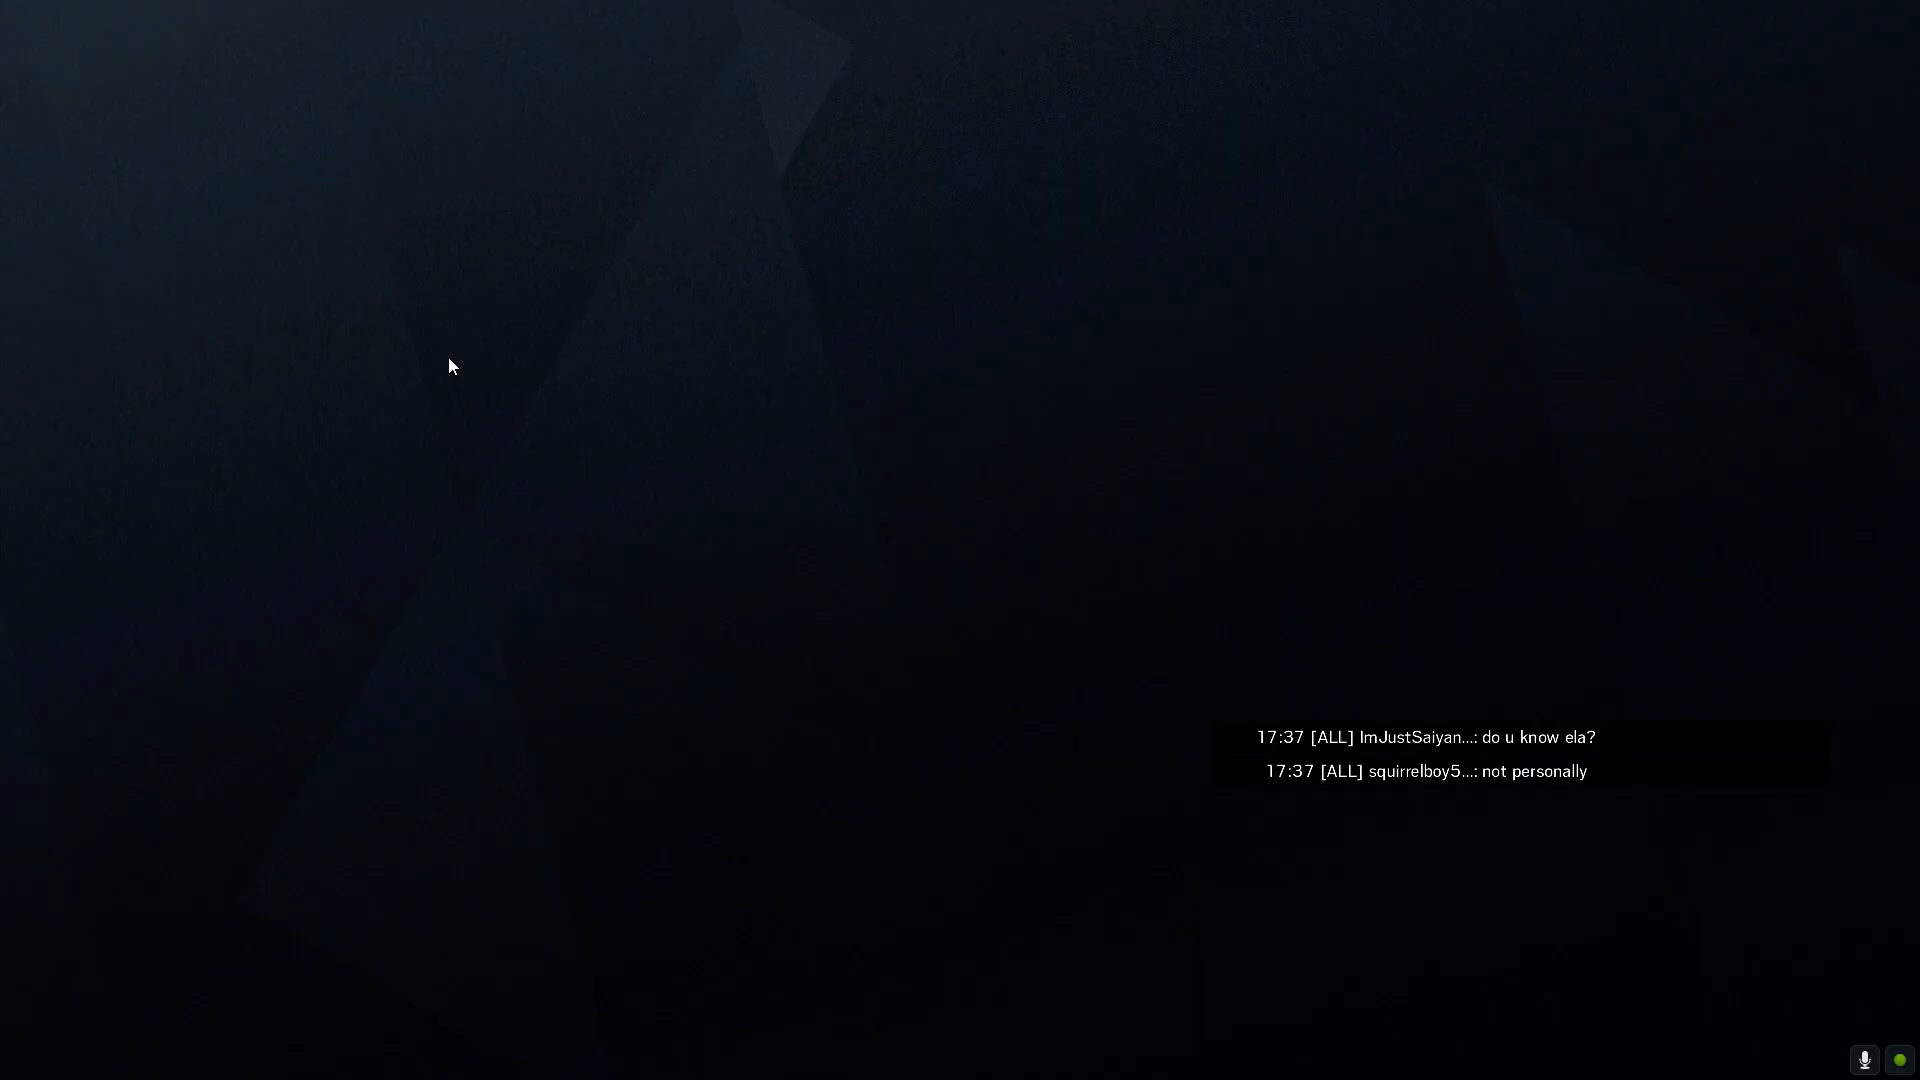 17:37 [ALL] ImJustSaiyan...: do u know ela?
17:37 [ALL] squirrelboy5...: not personally